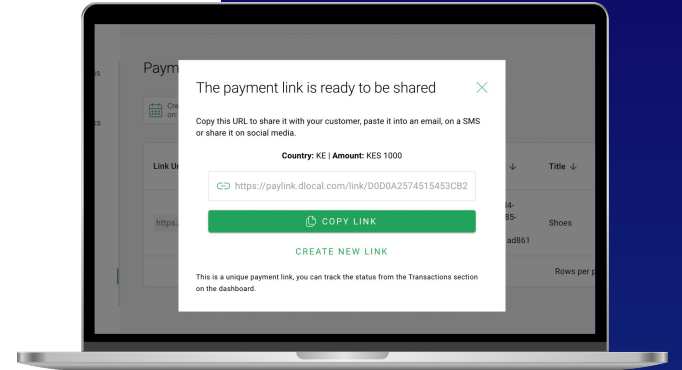 Paym
The payment link is ready to be shared
Cre
on:
Copy this URL to share it with your customer, paste it into an email, on a SMS
or share it on social media.
Country: KE | Amount: KES 1000
Link Ur
Title ↓
https://paylink.dlocal.com/link/D0D0A2574515453CB2
https:
COPY LINK
Shoes
ad861
CREATE NEW LINK
Rows per p
This is a unique payment link, you can track the status from the Transactions section
on the dashboard.